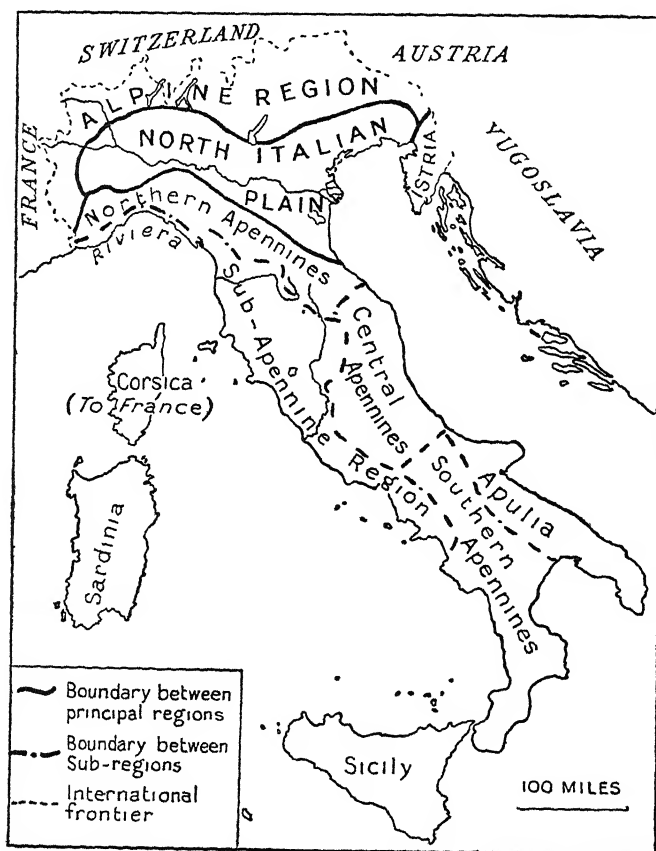 SWITZERLAND
AUSTRIA
ALPINE REGION
NORTH ITALIAN
PLAIN
ISTRIA
YUGOSLAVIA
FRANCE
Northern Apennines
Riviera
Sub-Apennine
Region
Central
Apennines
Corsica
(To France)
Sardinia
Apulia
Southern
Apennines
Sicily
Boundary between
principal regions
Boundary between
Sub-regions
International
frontier
100 MILES